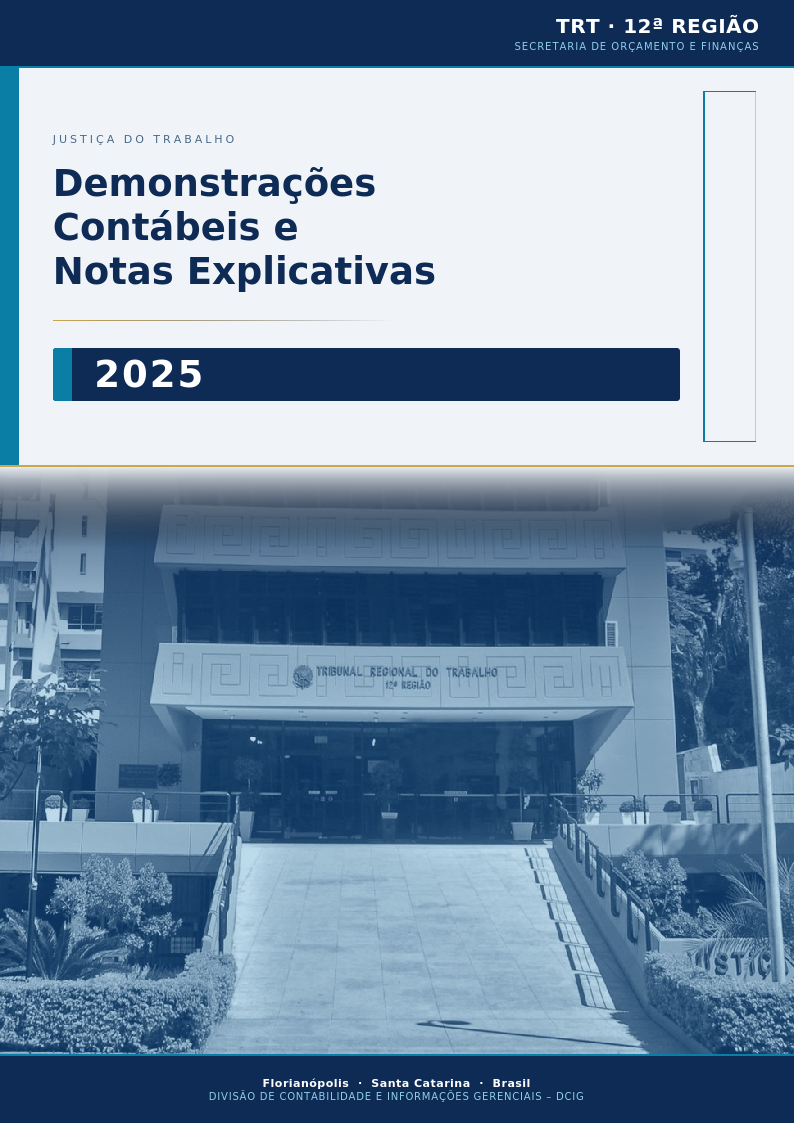 TRT · 12ª REGIÃO
SECRETARIA DE ORÇAMENTO E FINANÇAS
JUSTIÇA DO TRABALHO
Demonstrações
Contábeis e
Notas Explicativas
2025
TRIBUNAL REGIONAL DO TRABALHO
12ª REGIÃO
Florianópolis · Santa Catarina · Brasil
DIVISÃO DE CONTABILIDADE E INFORMAÇÕES GERENCIAIS – DCIG